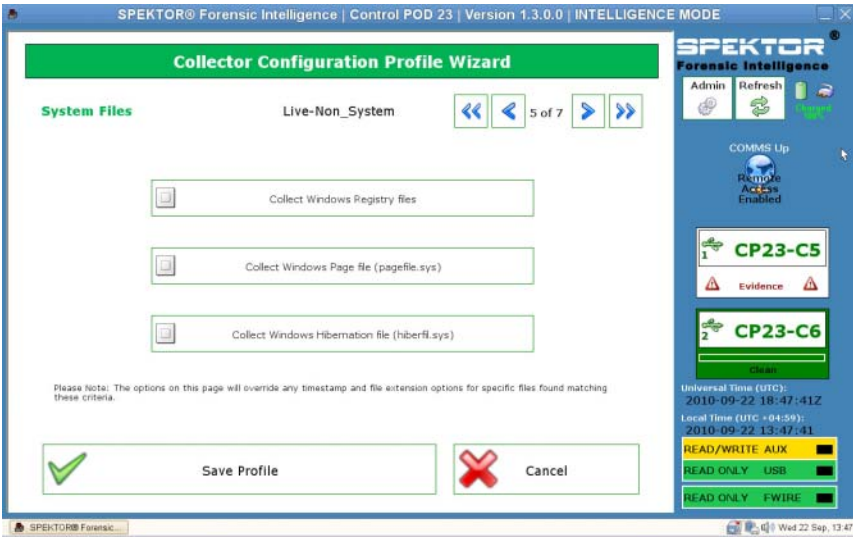 SPEKTOR® Forensic Intelligence | Control POD 23 | Version 1.3.0.0 | INTELLIGENCE MODE
Collector Configuration Profile Wizard
System Files
Live-Non_System
5 of 7
Collect Windows Registry files
Collect Windows Page file (pagefile.sys)
Collect Windows Hibernation file (hiberfil.sys)
Please Note: The options on this page will override any timestamp and file extension options for specific files found matching
these criteria.
Save Profile
Cancel
SPEKTOR®
Forensic Intelligence
Admin
Refresh
Charged
COMMS Up
Remote
Access
Enabled
1
CP23-C5
Evidence
2
CP23-C6
Clean
Universal Time (UTC):
2010-09-22 18:47:41Z
Local Time (UTC +04:59):
2010-09-22 13:47:41
READ/WRITE AUX
READ ONLY USB
READ ONLY FWIRE
SPEKTOR® Forensic...
Wed 22 Sep, 13:47